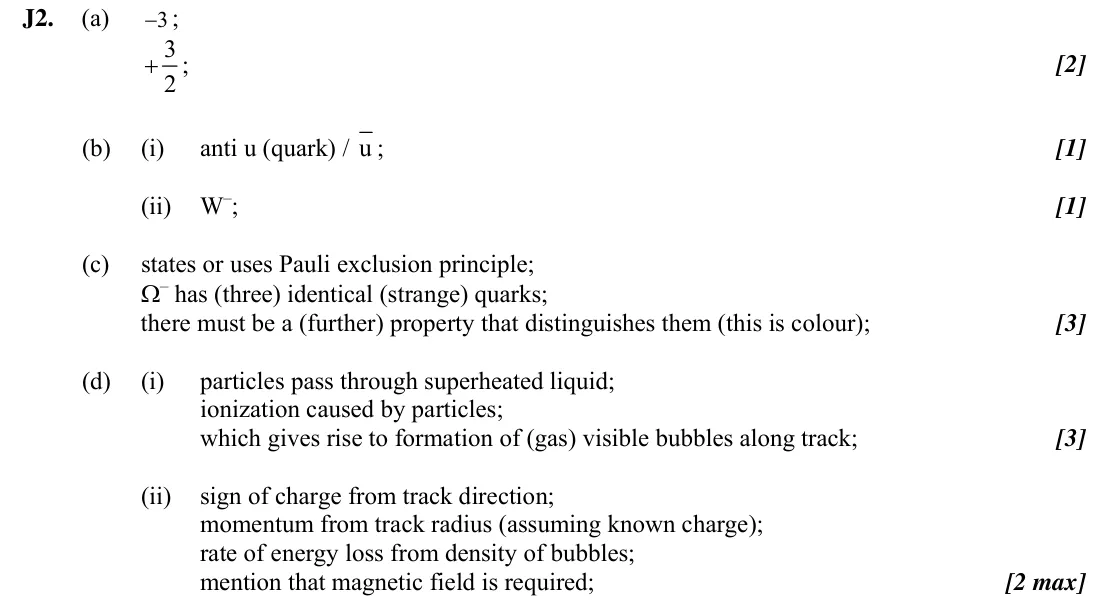 J2. (a) –3 ;
+3/2 ; [2]
(b) (i) anti u (quark) / u̅ ; [1]
(ii) W⁻; [1]
(c) states or uses Pauli exclusion principle;
Ω⁻ has (three) identical (strange) quarks;
there must be a (further) property that distinguishes them (this is colour); [3]
(d) (i) particles pass through superheated liquid;
ionization caused by particles;
which gives rise to formation of (gas) visible bubbles along track; [3]
(ii) sign of charge from track direction;
momentum from track radius (assuming known charge);
rate of energy loss from density of bubbles;
mention that magnetic field is required; [2 max]